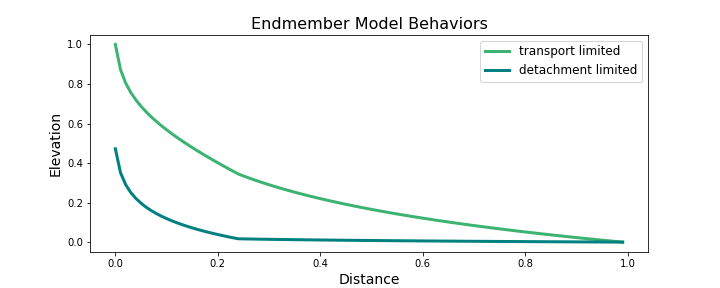 Endmember Model Behaviors
transport limited
detachment limited
Elevation
1.0
0.8
0.6
0.4
0.2
0.0
0.0 0.2 0.4 0.6 0.8 1.0
Distance